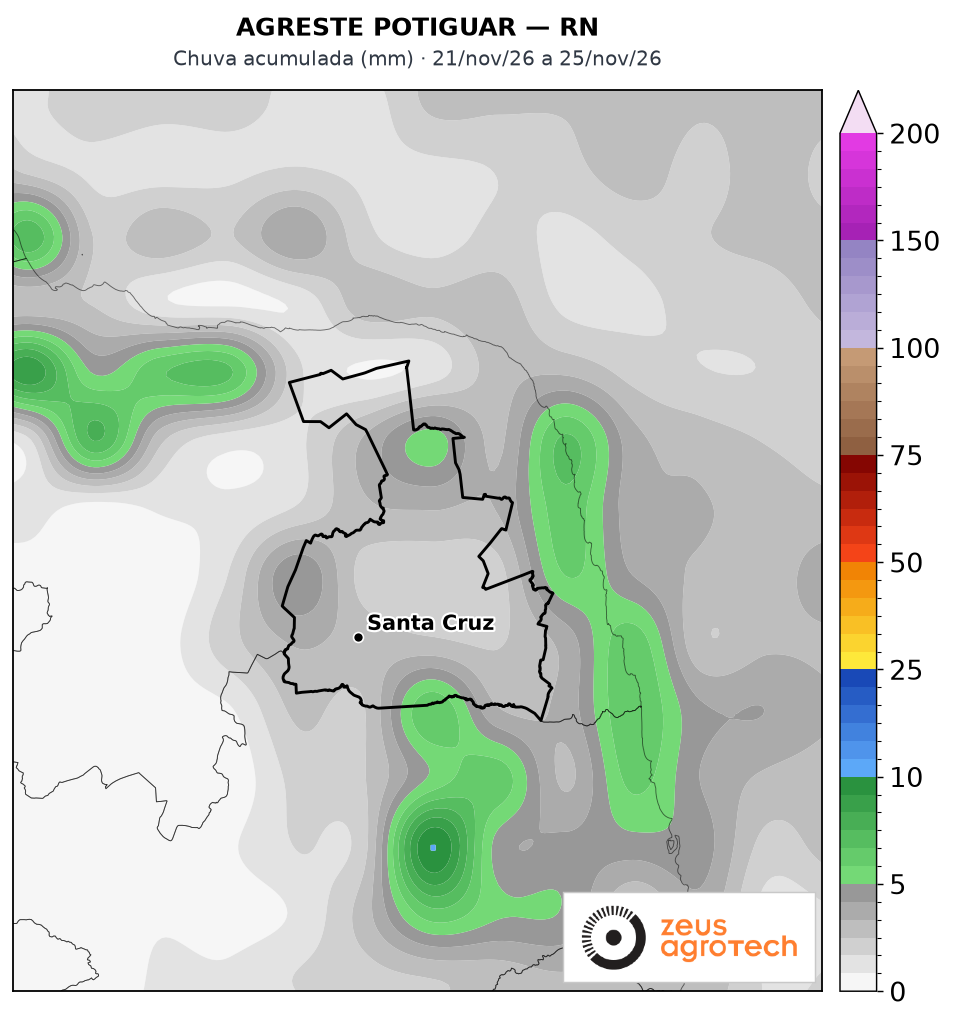 AGRESTE POTIGUAR — RN
Chuva acumulada (mm) · 21/nov/26 a 25/nov/26
200
150
100
75
50
25
10
5
0
Santa Cruz
zeus
agrotech